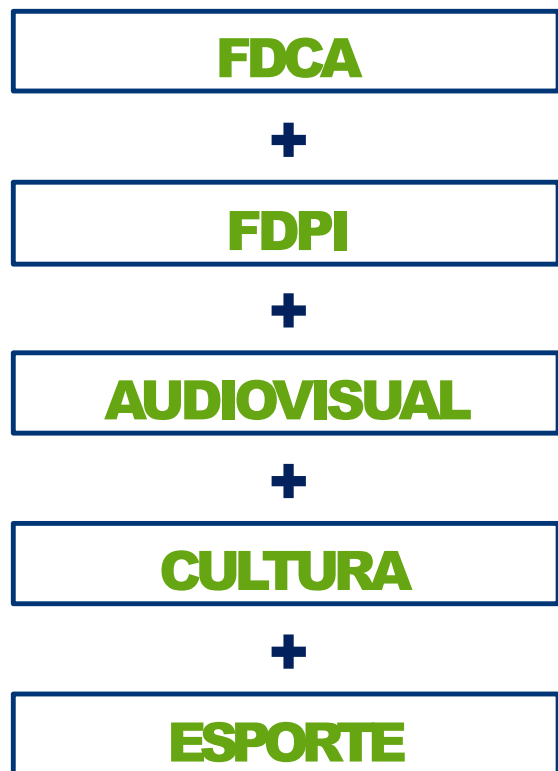 FDCA
+
FDPI
+
AUDIOVISUAL
+
CULTURA
+
ESPORTE